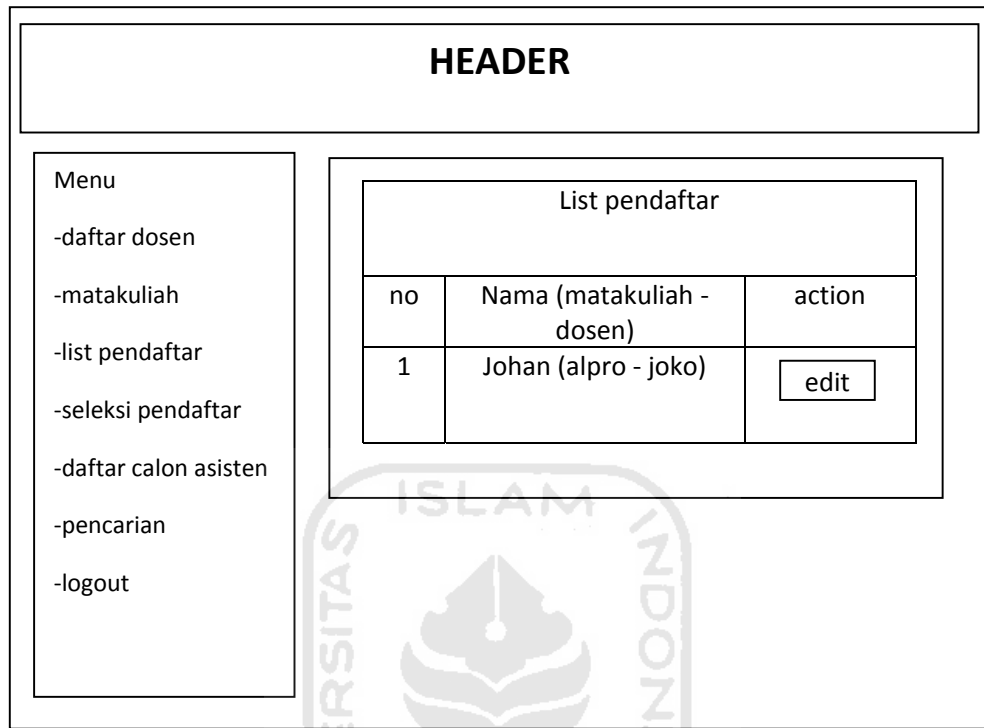 HEADER
Menu
-daftar dosen
-matakuliah
-list pendaftar
-seleksi pendaftar
-daftar calon asisten
-pencarian
-logout
List pendaftar
no
Nama (matakuliah -
dosen)
action
1
Johan (alpro - joko)
edit
ISLAM